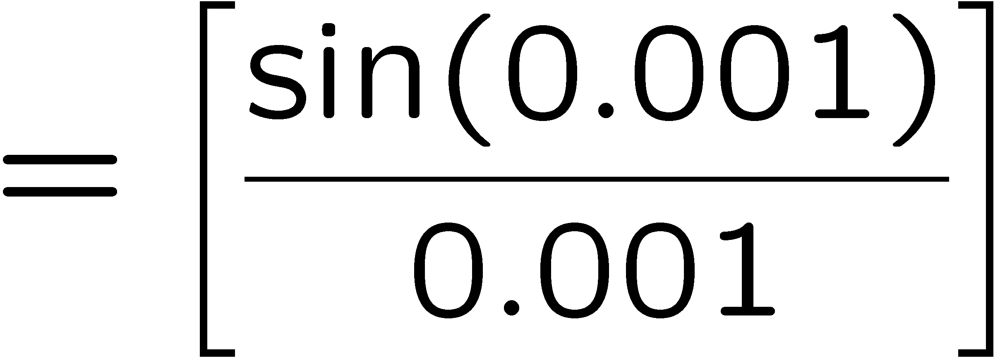 = [sin(0.001)
0.001]